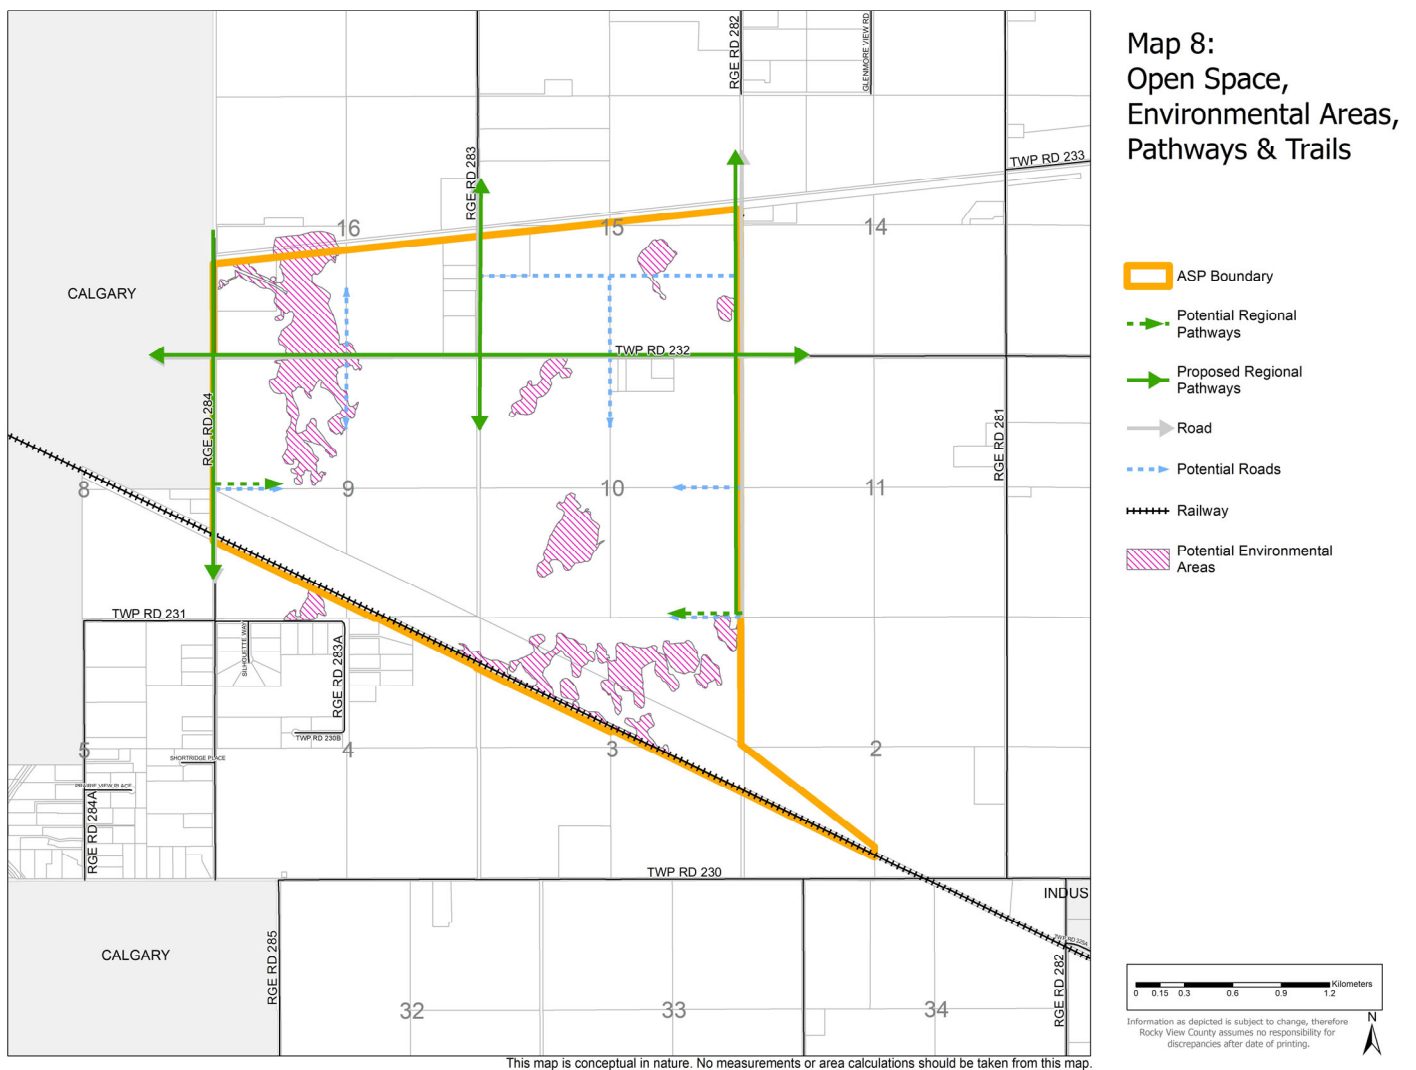 Map 8:
Open Space,
Environmental Areas,
Pathways & Trails
RGE RD 282
GLENMORE VIEW RD
RGE RD 283
TWP RD 233
16
15
14
CALGARY
TWP RD 232
RGE RD 284
RGE RD 281
8
9
10
11
TWP RD 231
SILHOUETTE WAY
RGE RD 283A
TWP RD 230B
5
4
3
2
SHORTRIDGE PLACE
PRAIRIE VIEW PLACE
RGE RD 284A
TWP RD 230
INDUS
CALGARY
RGE RD 285
TWP RD 225A
RGE RD 282
32
33
34
ASP Boundary
Potential Regional
Pathways
Proposed Regional
Pathways
Road
Potential Roads
Railway
Potential Environmental
Areas
Kilometers
0 0.15 0.3 0.6 0.9 1.2
Information as depicted is subject to change, therefore
Rocky View County assumes no responsibility for
discrepancies after date of printing.
N
This map is conceptual in nature. No measurements or area calculations should be taken from this map.